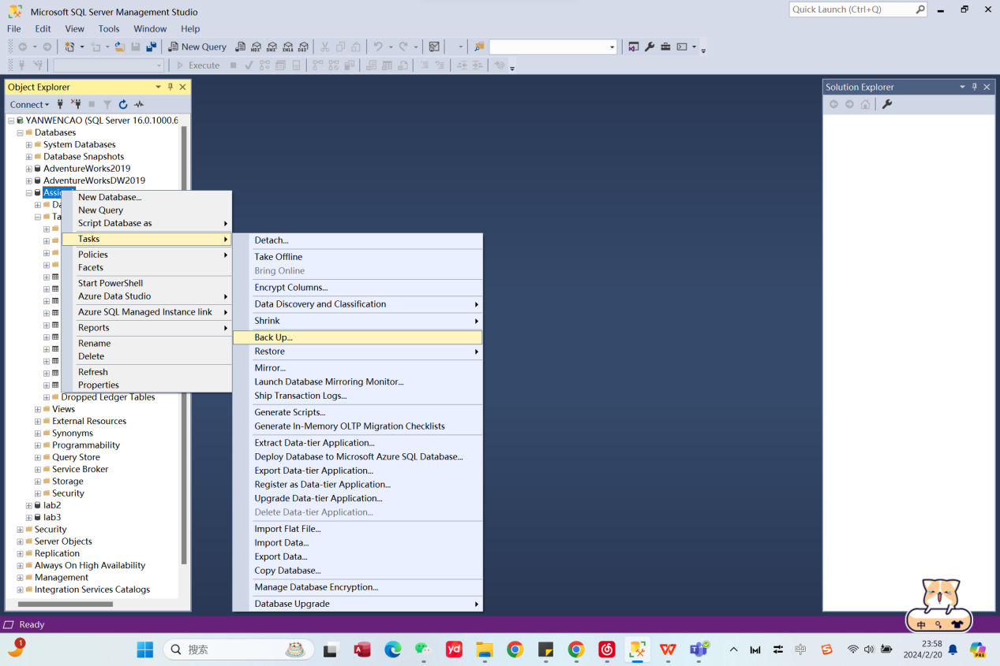 Microsoft SQL Server Management Studio
Quick Launch (Ctrl+Q)
File Edit View Tools Window Help
New Query
MDX DMX XMLA DAX
Execute
Object Explorer
Connect
YANWENCAO (SQL Server 16.0.1000.6
Databases
System Databases
Database Snapshots
AdventureWorks2019
AdventureWorksDW2019
Dropped Ledger Tables
Views
External Resources
Synonyms
Programmability
Query Store
Service Broker
Storage
Security
lab2
lab3
Security
Server Objects
Replication
Always On High Availability
Management
Integration Services Catalogs
New Database...
New Query
Script Database as
Tasks
Policies
Facets
Start PowerShell
Azure Data Studio
Azure SQL Managed Instance link
Reports
Rename
Delete
Refresh
Properties
Detach...
Take Offline
Bring Online
Encrypt Columns...
Data Discovery and Classification
Shrink
Back Up...
Restore
Mirror...
Launch Database Mirroring Monitor...
Ship Transaction Logs...
Generate Scripts...
Generate In-Memory OLTP Migration Checklists
Extract Data-tier Application...
Deploy Database to Microsoft Azure SQL Database...
Export Data-tier Application...
Register as Data-tier Application...
Upgrade Data-tier Application...
Delete Data-tier Application...
Import Flat File...
Import Data...
Export Data...
Copy Database...
Manage Database Encryption...
Database Upgrade
Solution Explorer
中
Ready
1
搜索
yd
中
23:58
2024/2/20
PRE